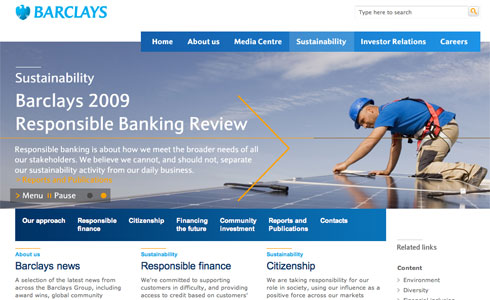 BARCLAYS
Type here to search
Home About us Media Centre Sustainability Investor Relations Careers
Sustainability
Barclays 2009
Responsible Banking Review
Responsible banking is about how we meet the broader needs of all
our stakeholders. We believe we cannot, and should not, separate
our sustainability activity from our daily business.
> Menu Pause
Our approach Responsible finance Citizenship Financing the future Community investment Reports and Publications Contacts
About us
Barclays news
A selection of the latest news from
across the Barclays Group, including
award wins, global community
Sustainability
Responsible finance
We're committed to supporting
customers in difficulty, and providing
access to credit based on customers'
Sustainability
Citizenship
We are taking responsibility for our
role in society, using our influence as a
positive force across our markets
Related links
Content
Environment
Diversity